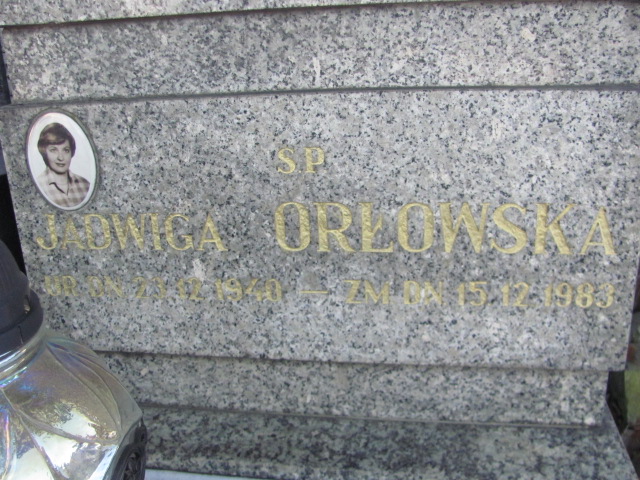 SP
JADWIGA ORŁOWSKA
UR DN 23.12.1940 — ZM DN 15.12.1983